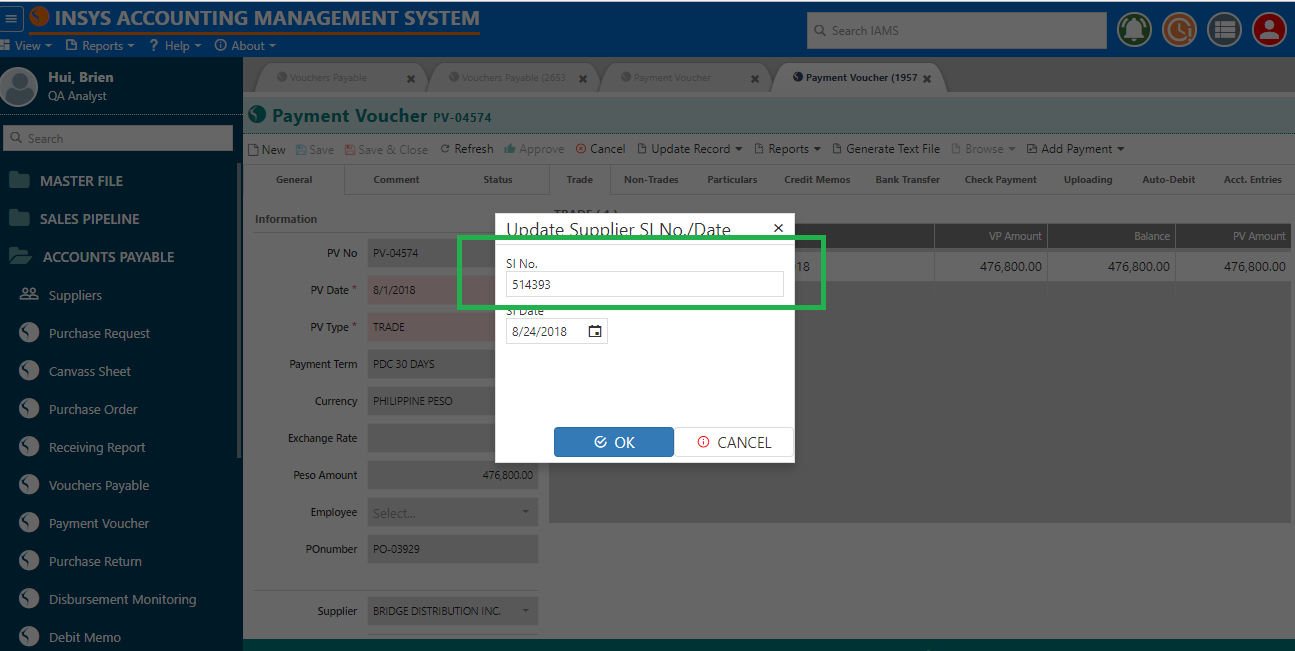 INSYS ACCOUNTING MANAGEMENT SYSTEM
Search IAMS
View Reports Help About
Hui, Brien
QA Analyst
Search
MASTER FILE
SALES PIPELINE
ACCOUNTS PAYABLE
Suppliers
Purchase Request
Canvass Sheet
Purchase Order
Receiving Report
Vouchers Payable
Payment Voucher
Purchase Return
Disbursement Monitoring
Debit Memo
Vouchers Payable
Vouchers Payable (2653
Payment Voucher
Payment Voucher (1957
Payment Voucher PV-04574
New Save Save & Close Refresh Approve Cancel Update Record Reports Generate Text File Browse Add Payment
General Comment Status Trade Non-Trades Particulars Credit Memos Bank Transfer Check Payment Uploading Auto-Debit Acct. Entries
Information
PV No PV-04574
PV Date * 8/1/2018
PV Type * TRADE
Payment Term PDC 30 DAYS
Currency PHILIPPINE PESO
Exchange Rate
Peso Amount 476,800.00
Employee Select...
POnumber PO-03929
Supplier BRIDGE DISTRIBUTION INC.
VP Amount Balance PV Amount
18 476,800.00 476,800.00 476,800.00
Update Supplier SI No./Date
SI No.
514393
SI Date
8/24/2018
OK CANCEL